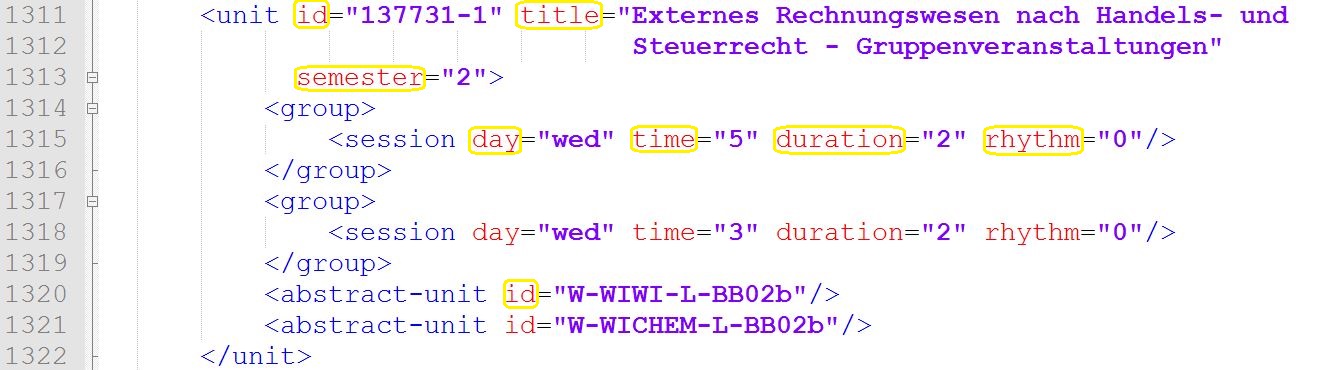 1311 <unit id="137731-1" title="Externes Rechnungswesen nach Handels- und
1312 Steuerrecht - Gruppenveranstaltungen"
1313 semester="2">
1314 <group>
1315 <session day="wed" time="5" duration="2" rhythm="0"/>
1316 </group>
1317 <group>
1318 <session day="wed" time="3" duration="2" rhythm="0"/>
1319 </group>
1320 <abstract-unit id="W-WIWI-L-BB02b"/>
1321 <abstract-unit id="W-WICHEM-L-BB02b"/>
1322 </unit>